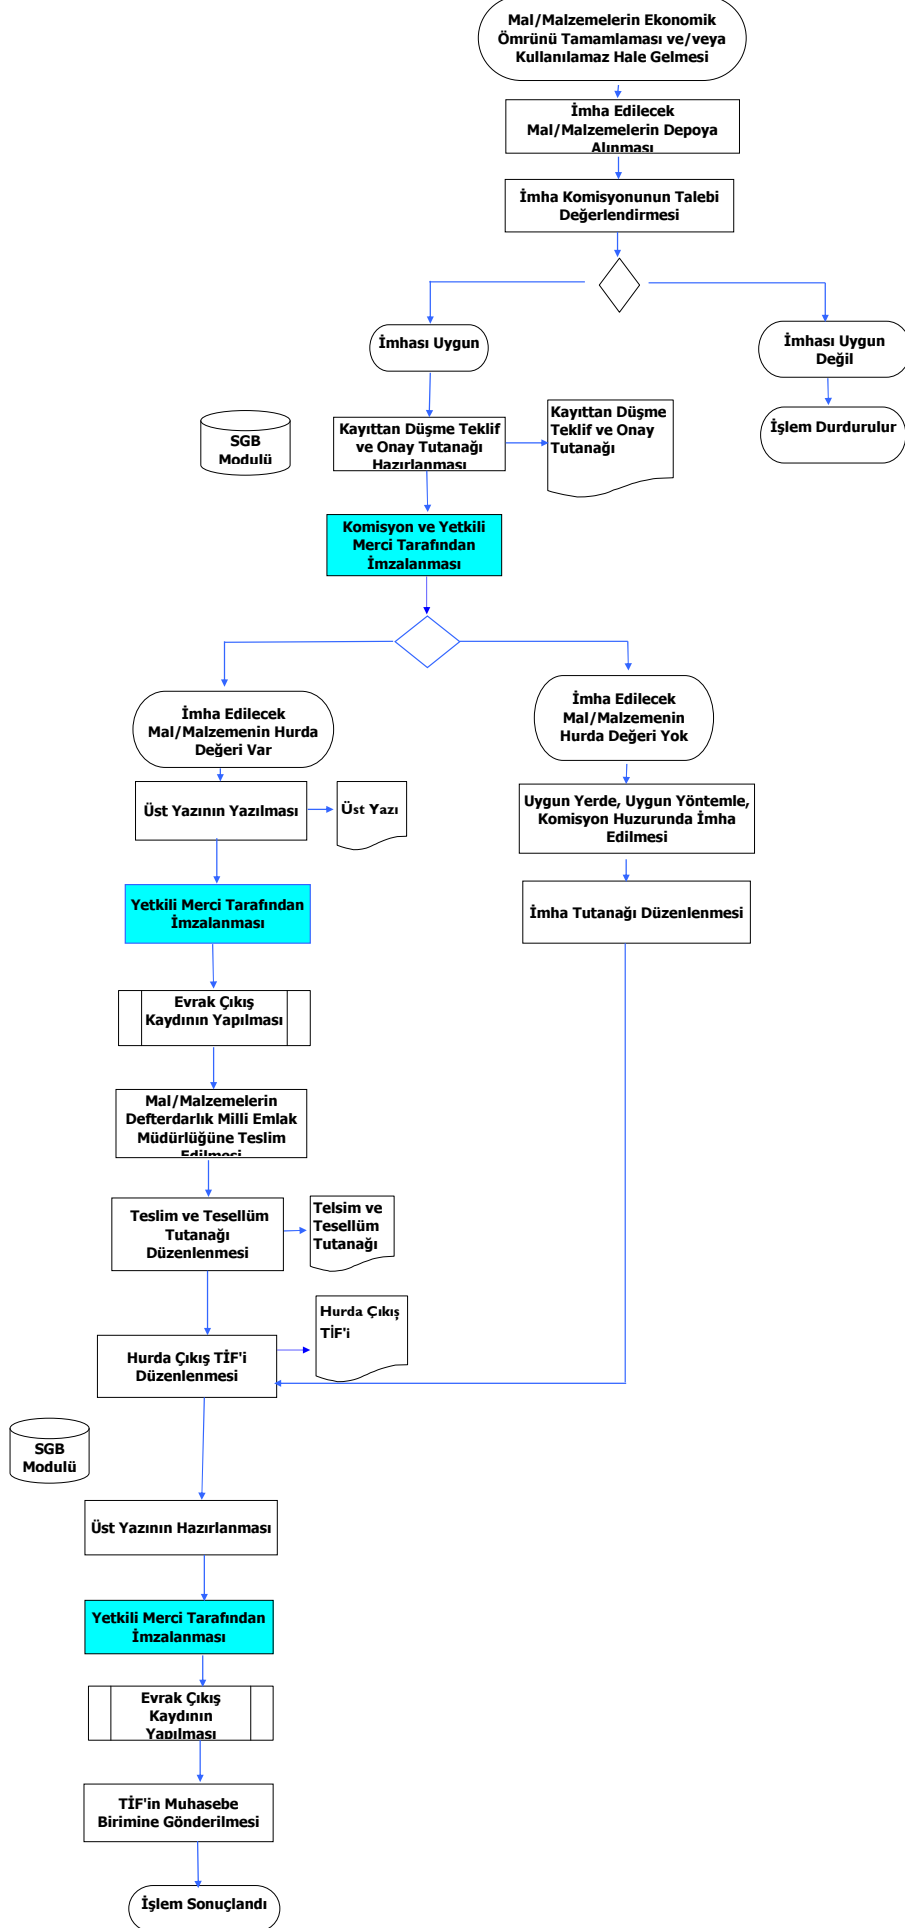 Mal/Malzemelerin Ekonomik
Ömrünü Tamamlaması ve/veya
Kullanılamaz Hale Gelmesi
İmha Edilecek
Mal/Malzemelerin Depoya
Alınması
İmha Komisyonunun Talebi
Değerlendirmesi
İmhası Uygun
İmhası Uygun
Değil
İşlem Durdurulur
SGB
Modulü
Kayıttan Düşme Teklif
ve Onay Tutanağı
Hazırlanması
Kayıttan Düşme
Teklif ve Onay
Tutanağı
Komisyon ve Yetkili
Merci Tarafından
İmzalanması
İmha Edilecek
Mal/Malzemenin Hurda
Değeri Var
İmha Edilecek
Mal/Malzemenin
Hurda Değeri Yok
Üst Yazının Yazılması
Üst Yazı
Uygun Yerde, Uygun Yöntemle,
Komisyon Huzurunda İmha
Edilmesi
Yetkili Merci Tarafından
İmzalanması
İmha Tutanağı Düzenlenmesi
Evrak Çıkış
Kaydının Yapılması
Mal/Malzemelerin
Defterdarlık Milli Emlak
Müdürlüğüne Teslim
Edilmesi
Teslim ve Tesellüm
Tutanağı
Düzenlenmesi
Telsim ve
Tesellüm
Tutanağı
Hurda Çıkış
TİF'i
Hurda Çıkış TİF'i
Düzenlenmesi
SGB
Modulü
Üst Yazının Hazırlanması
Yetkili Merci Tarafından
İmzalanması
Evrak Çıkış
Kaydının
Yapılması
TİF'in Muhasebe
Birimine Gönderilmesi
İşlem Sonuçlandı